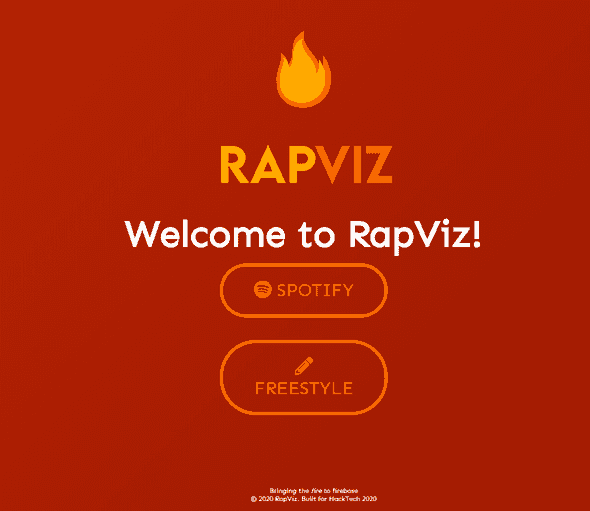 RAPVIZ
Welcome to RapViz!
SPOTIFY
FREESTYLE
Bringing the fire to firebase
© 2020 RapViz. Built for HackTech 2020